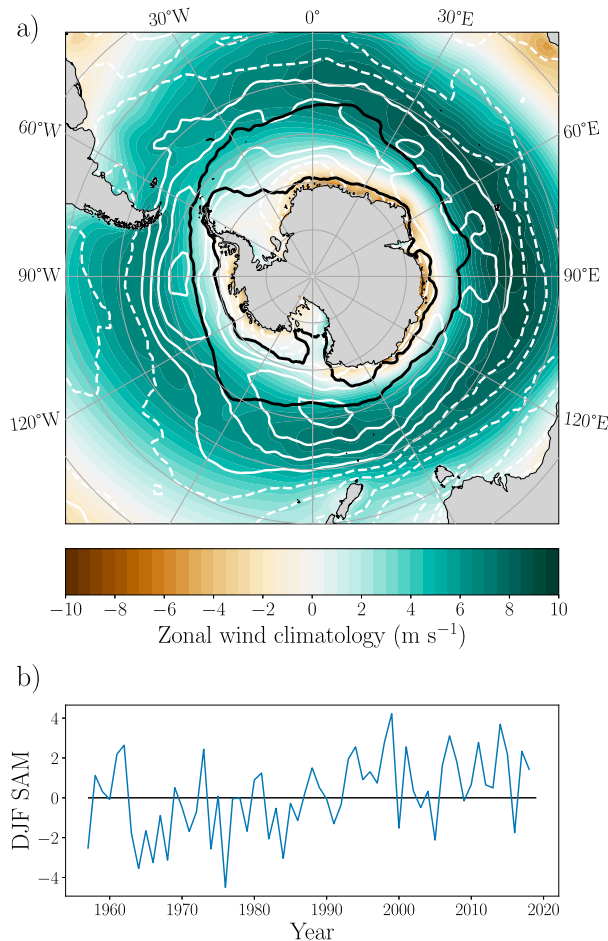 a)
30°W 0° 30°E
60°W 60°E
90°W 90°E
120°W 120°E
−10 −8 −6 −4 −2 0 2 4 6 8 10
Zonal wind climatology (m s⁻¹)
b)
4
2
0
−2
−4
DJF SAM
1960 1970 1980 1990 2000 2010 2020
Year